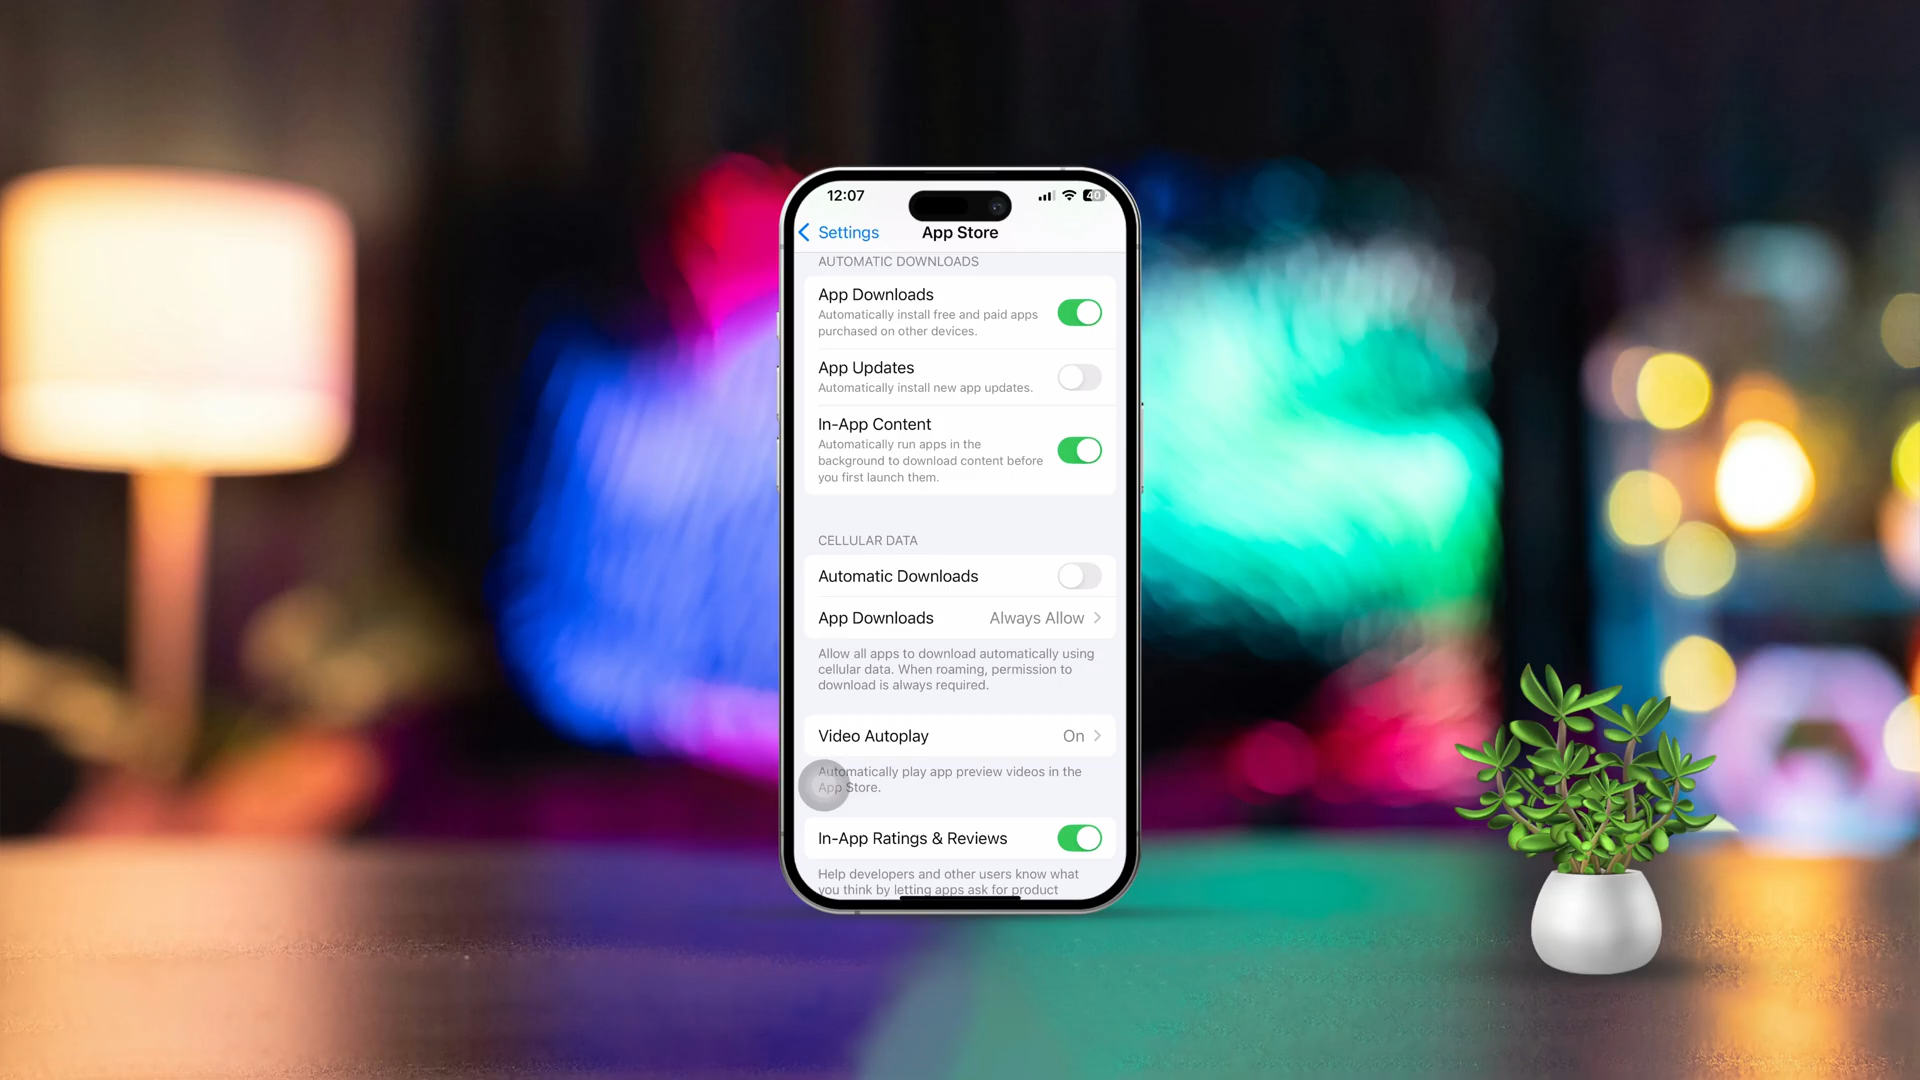 12:07
40
Settings
App Store
AUTOMATIC DOWNLOADS
App Downloads
Automatically install free and paid apps
purchased on other devices.
App Updates
Automatically install new app updates.
In-App Content
Automatically run apps in the
background to download content before
you first launch them.
CELLULAR DATA
Automatic Downloads
App Downloads
Always Allow
Allow all apps to download automatically using
cellular data. When roaming, permission to
download is always required.
Video Autoplay
On
Automatically play app preview videos in the
App Store.
In-App Ratings & Reviews
Help developers and other users know what
you think by letting apps ask for product